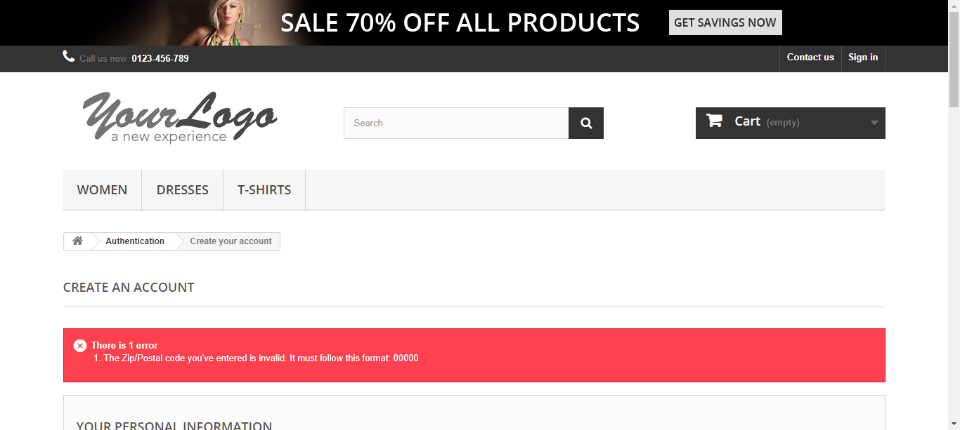 SALE 70% OFF ALL PRODUCTS
GET SAVINGS NOW
Call us now: 0123-456-789
Contact us
Sign in
YourLogo
a new experience
Search
Cart (empty)
WOMEN
DRESSES
T-SHIRTS
Authentication
Create your account
CREATE AN ACCOUNT
There is 1 error
1. The Zip/Postal code you've entered is invalid. It must follow this format: 00000
YOUR PERSONAL INFORMATION